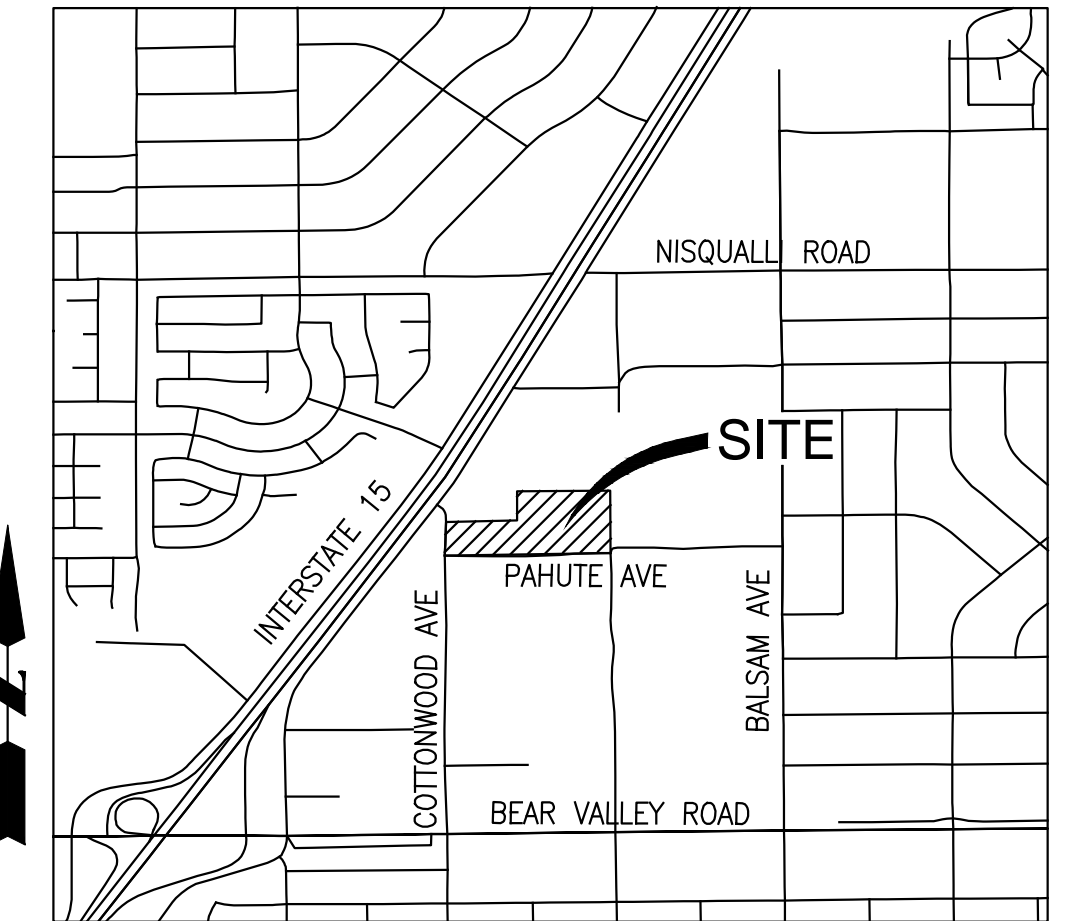 NISQUALLI ROAD
SITE
INTERSTATE 15
PAHUTE AVE
COTTONWOOD AVE
BALSAM AVE
BEAR VALLEY ROAD